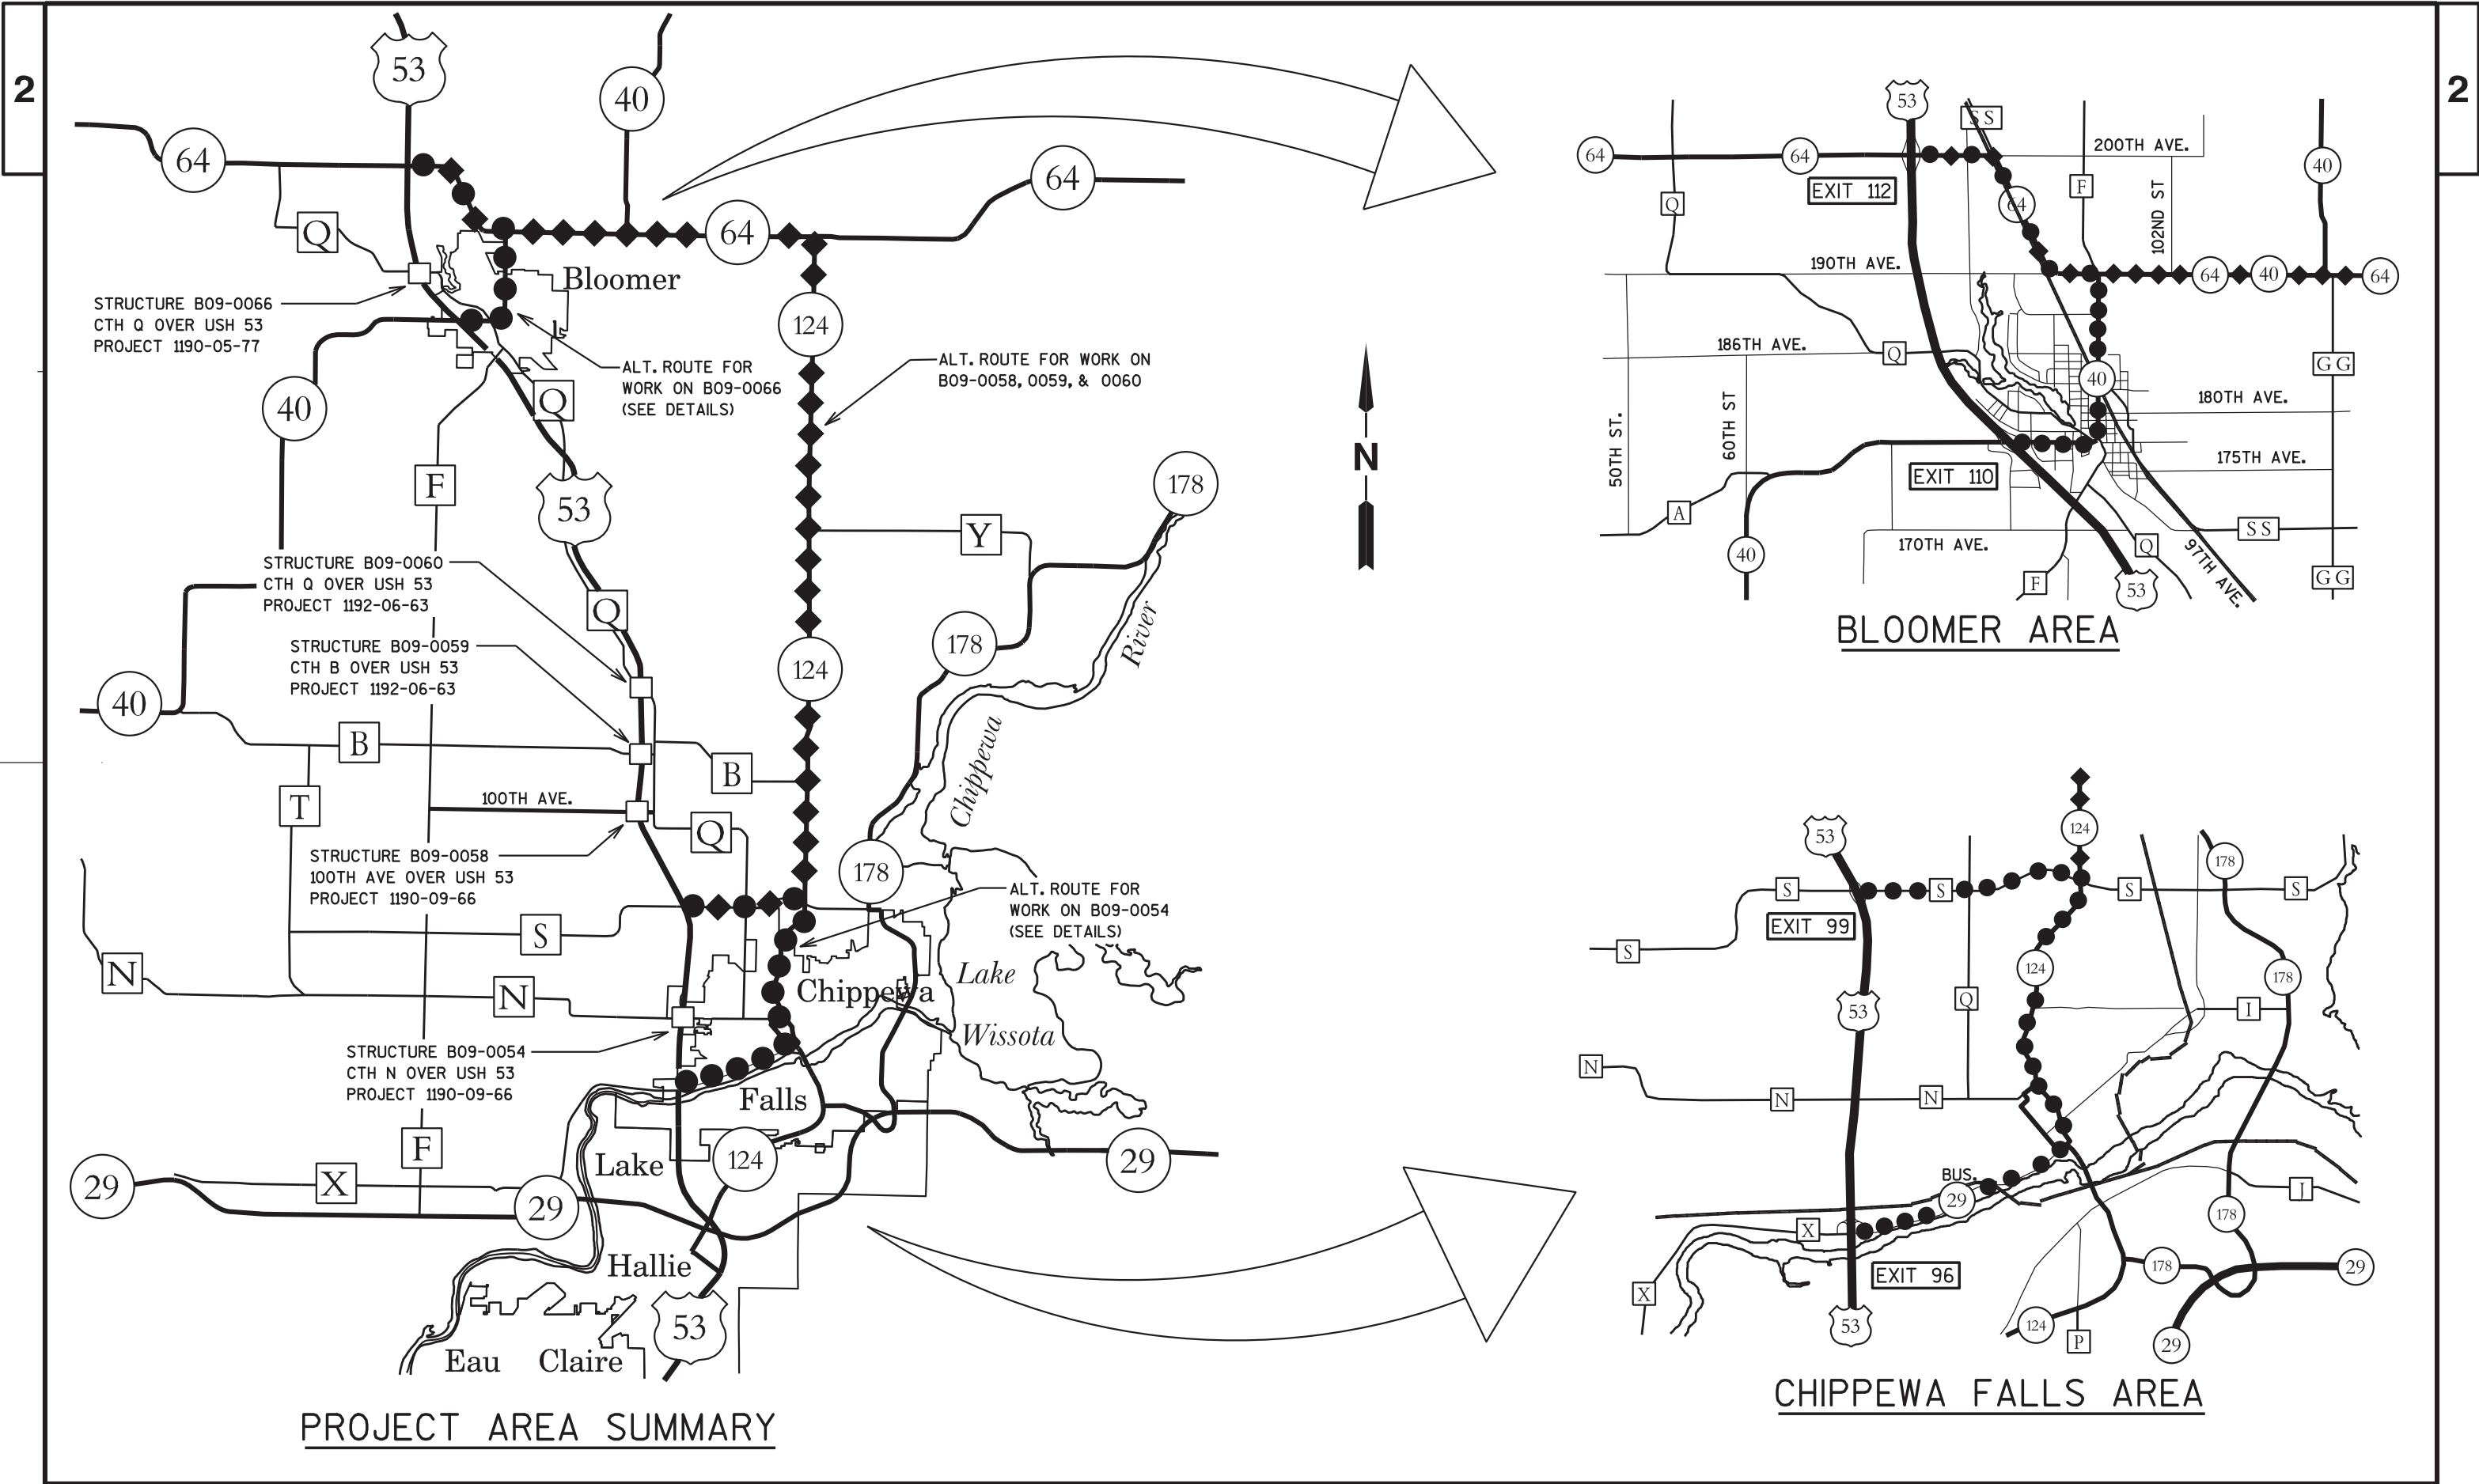 2
2
53
40
64
64
64
Q
Bloomer
STRUCTURE B09-0066
CTH Q OVER USH 53
PROJECT 1190-05-77
124
ALT. ROUTE FOR
WORK ON B09-0066
(SEE DETAILS)
ALT. ROUTE FOR WORK ON
B09-0058, 0059, & 0060
40
Q
F
53
178
Y
N
STRUCTURE B09-0060
CTH Q OVER USH 53
PROJECT 1192-06-63
Q
STRUCTURE B09-0059
CTH B OVER USH 53
PROJECT 1192-06-63
124
178
River
40
B
B
Chippewa
T
100TH AVE.
Q
STRUCTURE B09-0058
100TH AVE OVER USH 53
PROJECT 1190-09-66
178
ALT. ROUTE FOR
WORK ON B09-0054
(SEE DETAILS)
S
N
N
Chippewa
Lake
Wissota
STRUCTURE B09-0054
CTH N OVER USH 53
PROJECT 1190-09-66
Falls
F
Lake
124
29
29
X
29
Hallie
53
Eau Claire
PROJECT AREA SUMMARY
53
SS
64
64
200TH AVE.
EXIT 112
Q
64
F
102ND ST
40
190TH AVE.
64
40
64
186TH AVE.
Q
GG
40
180TH AVE.
50TH ST.
60TH ST
175TH AVE.
EXIT 110
A
SS
40
170TH AVE.
Q
97TH AVE.
F
53
GG
BLOOMER AREA
124
53
178
S
S
S
S
EXIT 99
S
124
178
53
Q
I
N
N
N
BUS.
29
J
X
178
EXIT 96
178
29
X
53
124
P
29
CHIPPEWA FALLS AREA